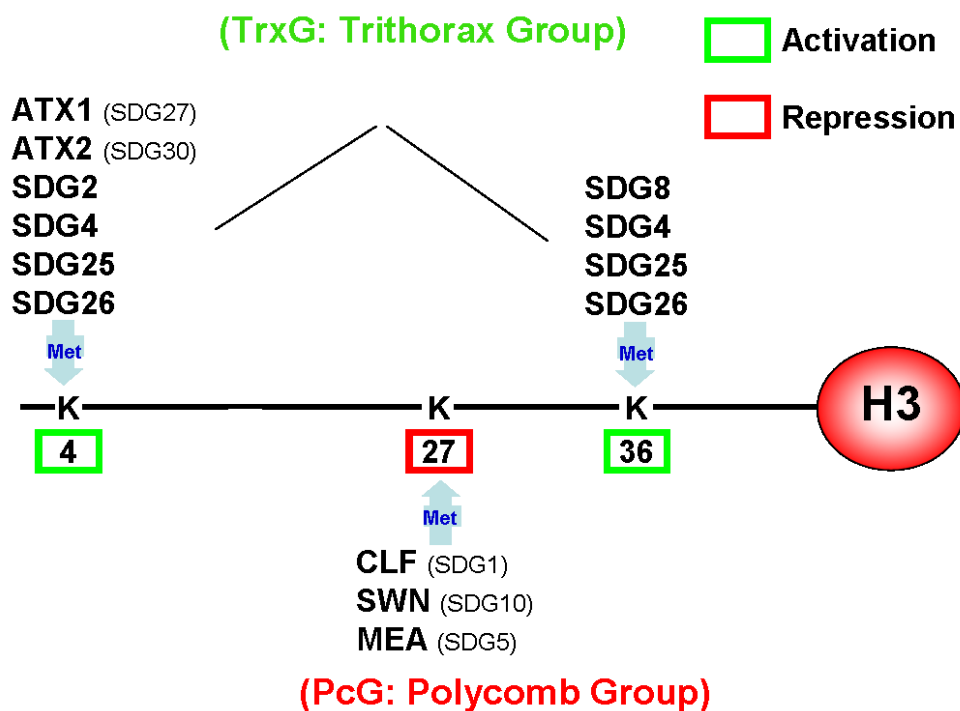 (TrxG: Trithorax Group)
Activation
Repression
ATX1 (SDG27)
ATX2 (SDG30)
SDG2
SDG4
SDG25
SDG26
Met
SDG8
SDG4
SDG25
SDG26
Met
K
K
K
H3
4
27
36
Met
CLF (SDG1)
SWN (SDG10)
MEA (SDG5)
(PcG: Polycomb Group)